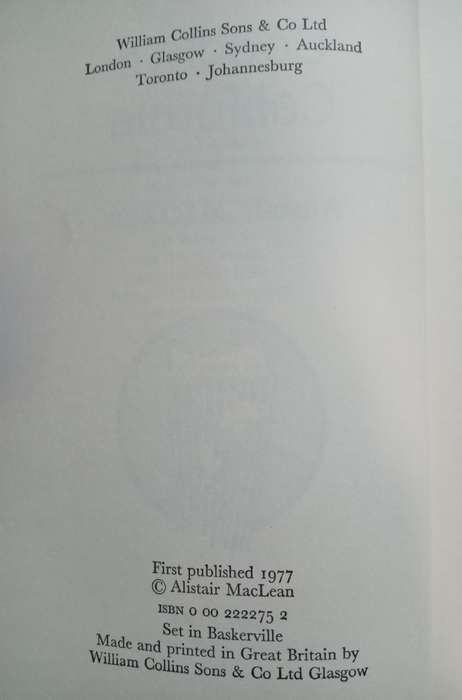 William Collins Sons & Co Ltd
London · Glasgow · Sydney · Auckland
Toronto · Johannesburg
First published 1977
© Alistair MacLean
ISBN 0 00 222275 2
Set in Baskerville
Made and printed in Great Britain by
William Collins Sons & Co Ltd Glasgow